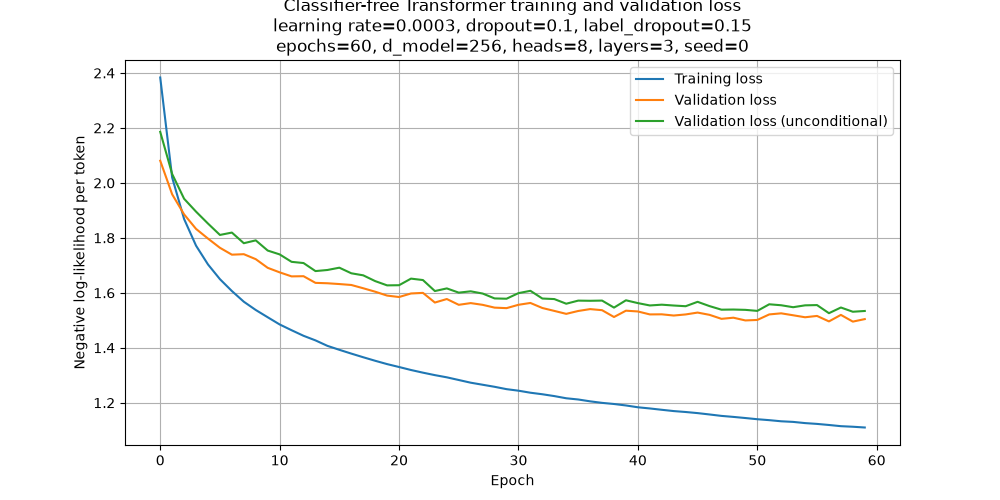 Classifier-free Transformer training and validation loss
learning rate=0.0003, dropout=0.1, label_dropout=0.15
epochs=60, d_model=256, heads=8, layers=3, seed=0
Training loss
Validation loss
Validation loss (unconditional)
Negative log-likelihood per token
2.4
2.2
2.0
1.8
1.6
1.4
1.2
0
10
20
30
40
50
60
Epoch